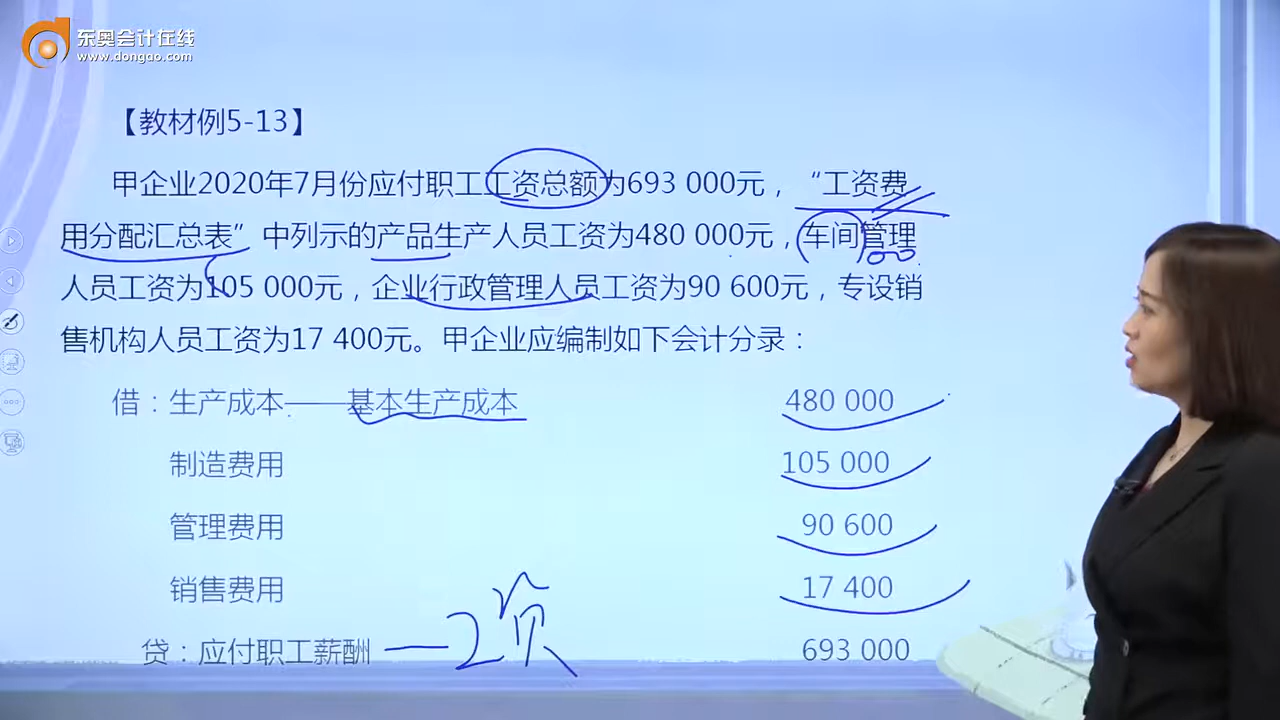 东奥会计在线
www.dongao.com
【教材例5-13】
甲企业2020年7月份应付职工工资总额为693 000元，“工资费
用分配汇总表”中列示的产品生产人员工资为480 000元，车间管理
人员工资为105 000元，企业行政管理人员工资为90 600元，专设销
售机构人员工资为17 400元。甲企业应编制如下会计分录：
借：生产成本——基本生产成本 480 000
制造费用 105 000
管理费用 90 600
销售费用 17 400
贷：应付职工薪酬 —工资 693 000